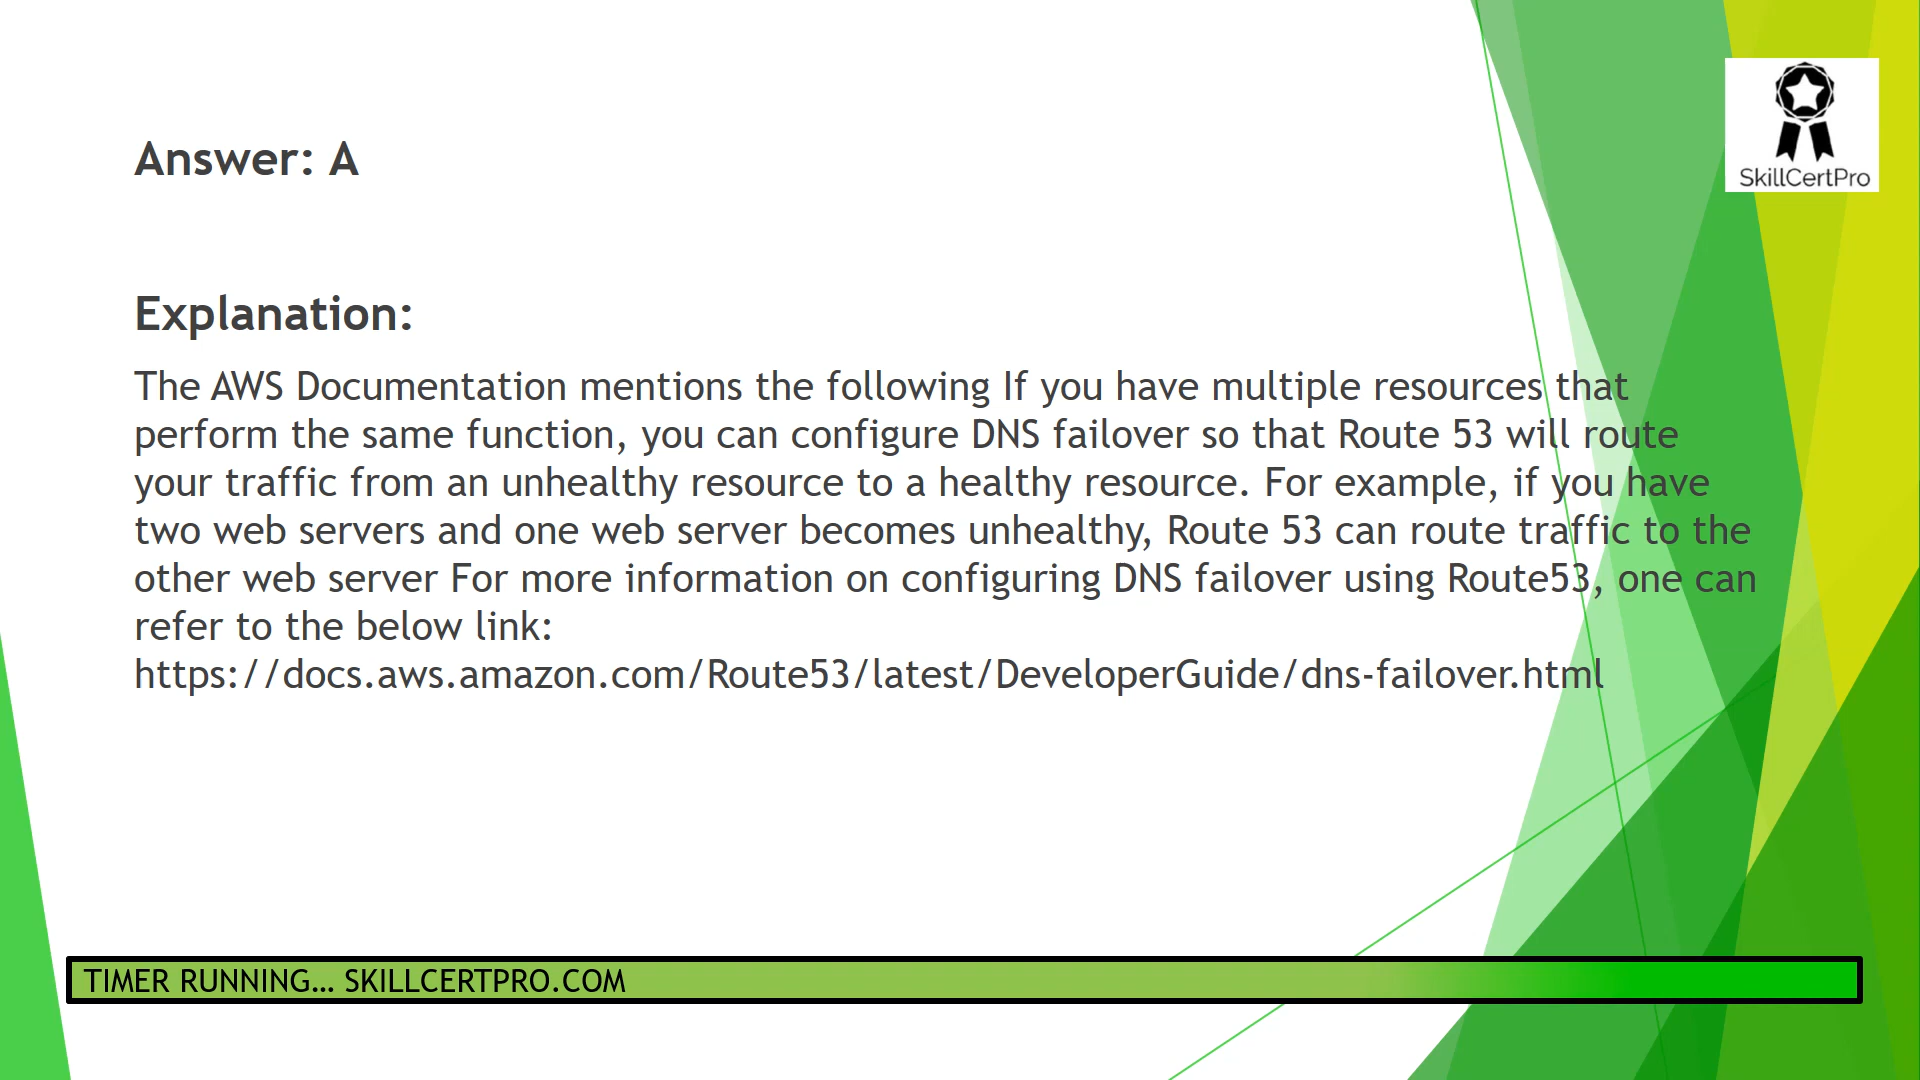 SkillCertPro
Answer: A
Explanation:
The AWS Documentation mentions the following If you have multiple resources that
perform the same function, you can configure DNS failover so that Route 53 will route
your traffic from an unhealthy resource to a healthy resource. For example, if you have
two web servers and one web server becomes unhealthy, Route 53 can route traffic to the
other web server For more information on configuring DNS failover using Route53, one can
refer to the below link:
https://docs.aws.amazon.com/Route53/latest/DeveloperGuide/dns-failover.html
TIMER RUNNING... SKILLCERTPRO.COM